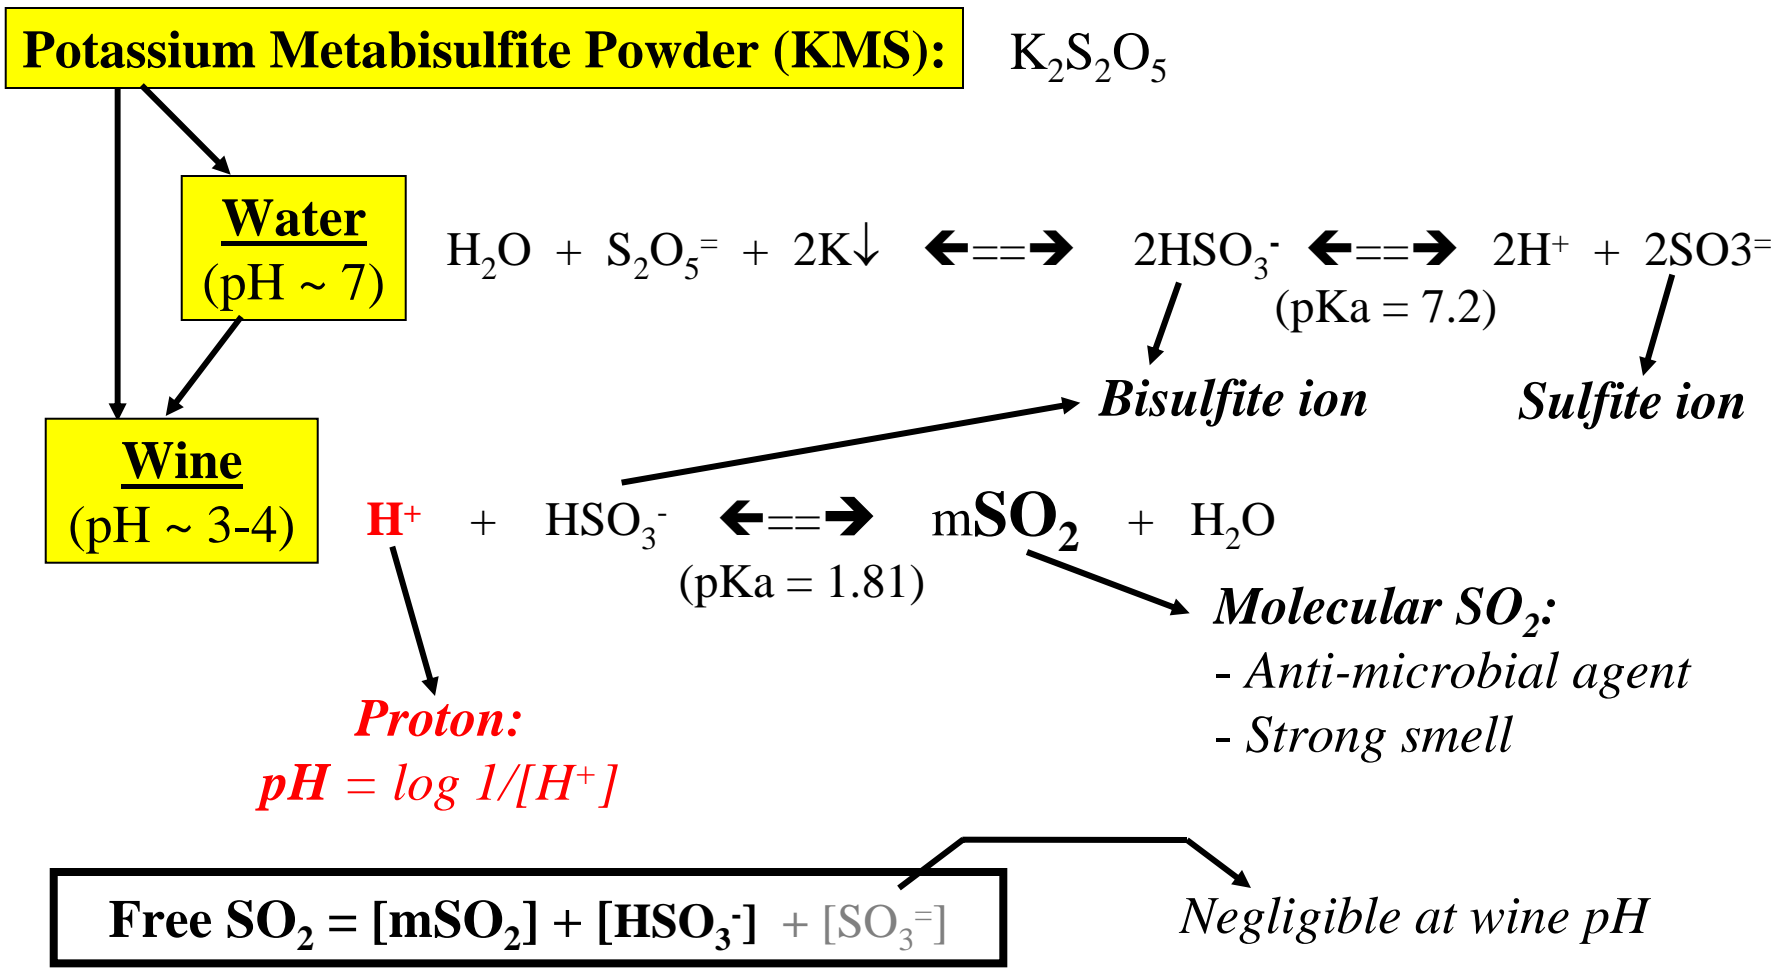 Potassium Metabisulfite Powder (KMS): K₂S₂O₅
Water
(pH ~ 7)
H₂O + S₂O₅⁼ + 2K↓ 🡸==🡺 2HSO₃⁻ 🡸==🡺 2H⁺ + 2SO3⁼
(pKa = 7.2)
Bisulfite ion Sulfite ion
Wine
(pH ~ 3-4)
H⁺ + HSO₃⁻ 🡸==🡺 mSO₂ + H₂O
(pKa = 1.81)
Molecular SO₂:
- Anti-microbial agent
- Strong smell
Proton:
pH = log 1/[H⁺]
Free SO₂ = [mSO₂] + [HSO₃⁻] + [SO₃⁼]
Negligible at wine pH